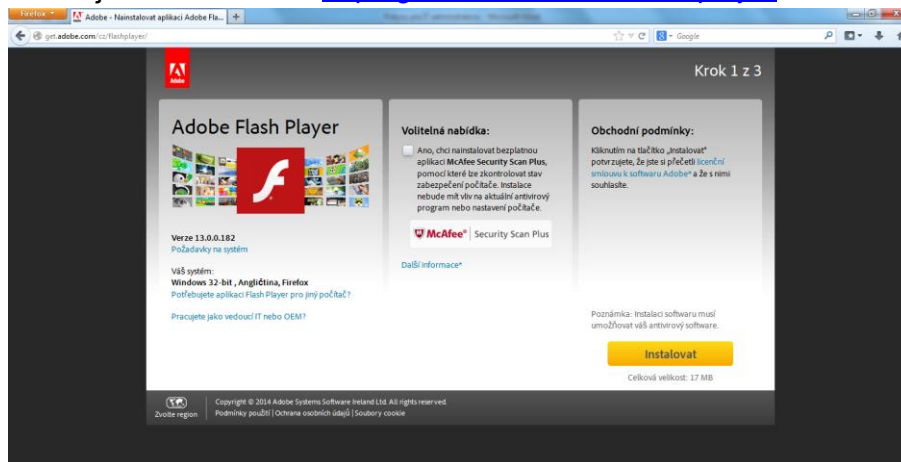 Firefox
Adobe - Nainstalovat aplikaci Adobe Fla...
get.adobe.com/cz/flashplayer/
Google
Adobe
Krok 1 z 3
Adobe Flash Player
Verze 13.0.0.182
Požadavky na systém
Váš systém:
Windows 32-bit , Angličtina, Firefox
Potřebujete aplikaci Flash Player pro jiný počítač?
Pracujete jako vedoucí IT nebo OEM?
Volitelná nabídka:
Ano, chci nainstalovat bezplatnou
aplikaci McAfee Security Scan Plus,
pomocí které lze zkontrolovat stav
zabezpečení počítače. Instalace
nebude mít vliv na aktuální antivirový
program nebo nastavení počítače.
McAfee® Security Scan Plus
Další informace*
Obchodní podmínky:
Kliknutím na tlačítko „Instalovat"
potvrzujete, že jste si přečetli licenční
smlouvu k softwaru Adobe* a že s nimi
souhlasíte.
Poznámka: Instalaci softwaru musí
umožňovat váš antivirový software.
Instalovat
Celková velikost: 17 MB
Zvolte region
Copyright © 2014 Adobe Systems Software Ireland Ltd. All rights reserved.
Podmínky použití | Ochrana osobních údajů | Soubory cookie